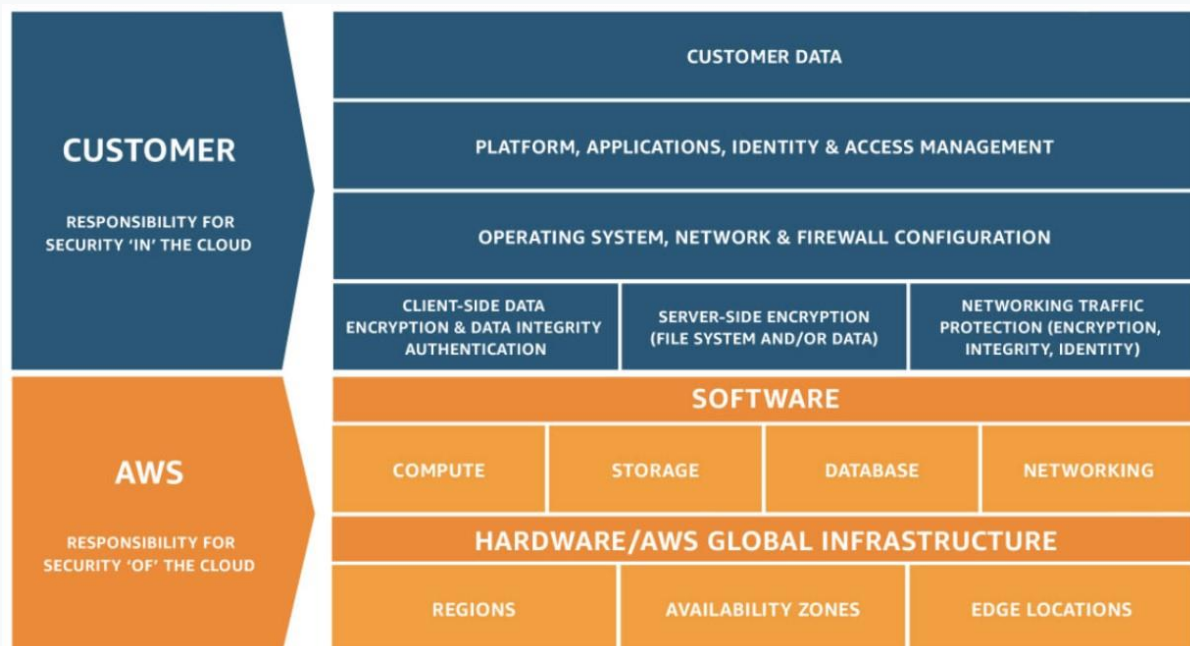 CUSTOMER
RESPONSIBILITY FOR
SECURITY ‘IN’ THE CLOUD
CUSTOMER DATA
PLATFORM, APPLICATIONS, IDENTITY & ACCESS MANAGEMENT
OPERATING SYSTEM, NETWORK & FIREWALL CONFIGURATION
CLIENT-SIDE DATA
ENCRYPTION & DATA INTEGRITY
AUTHENTICATION
SERVER-SIDE ENCRYPTION
(FILE SYSTEM AND/OR DATA)
NETWORKING TRAFFIC
PROTECTION (ENCRYPTION,
INTEGRITY, IDENTITY)
AWS
RESPONSIBILITY FOR
SECURITY ‘OF’ THE CLOUD
SOFTWARE
COMPUTE
STORAGE
DATABASE
NETWORKING
HARDWARE/AWS GLOBAL INFRASTRUCTURE
REGIONS
AVAILABILITY ZONES
EDGE LOCATIONS